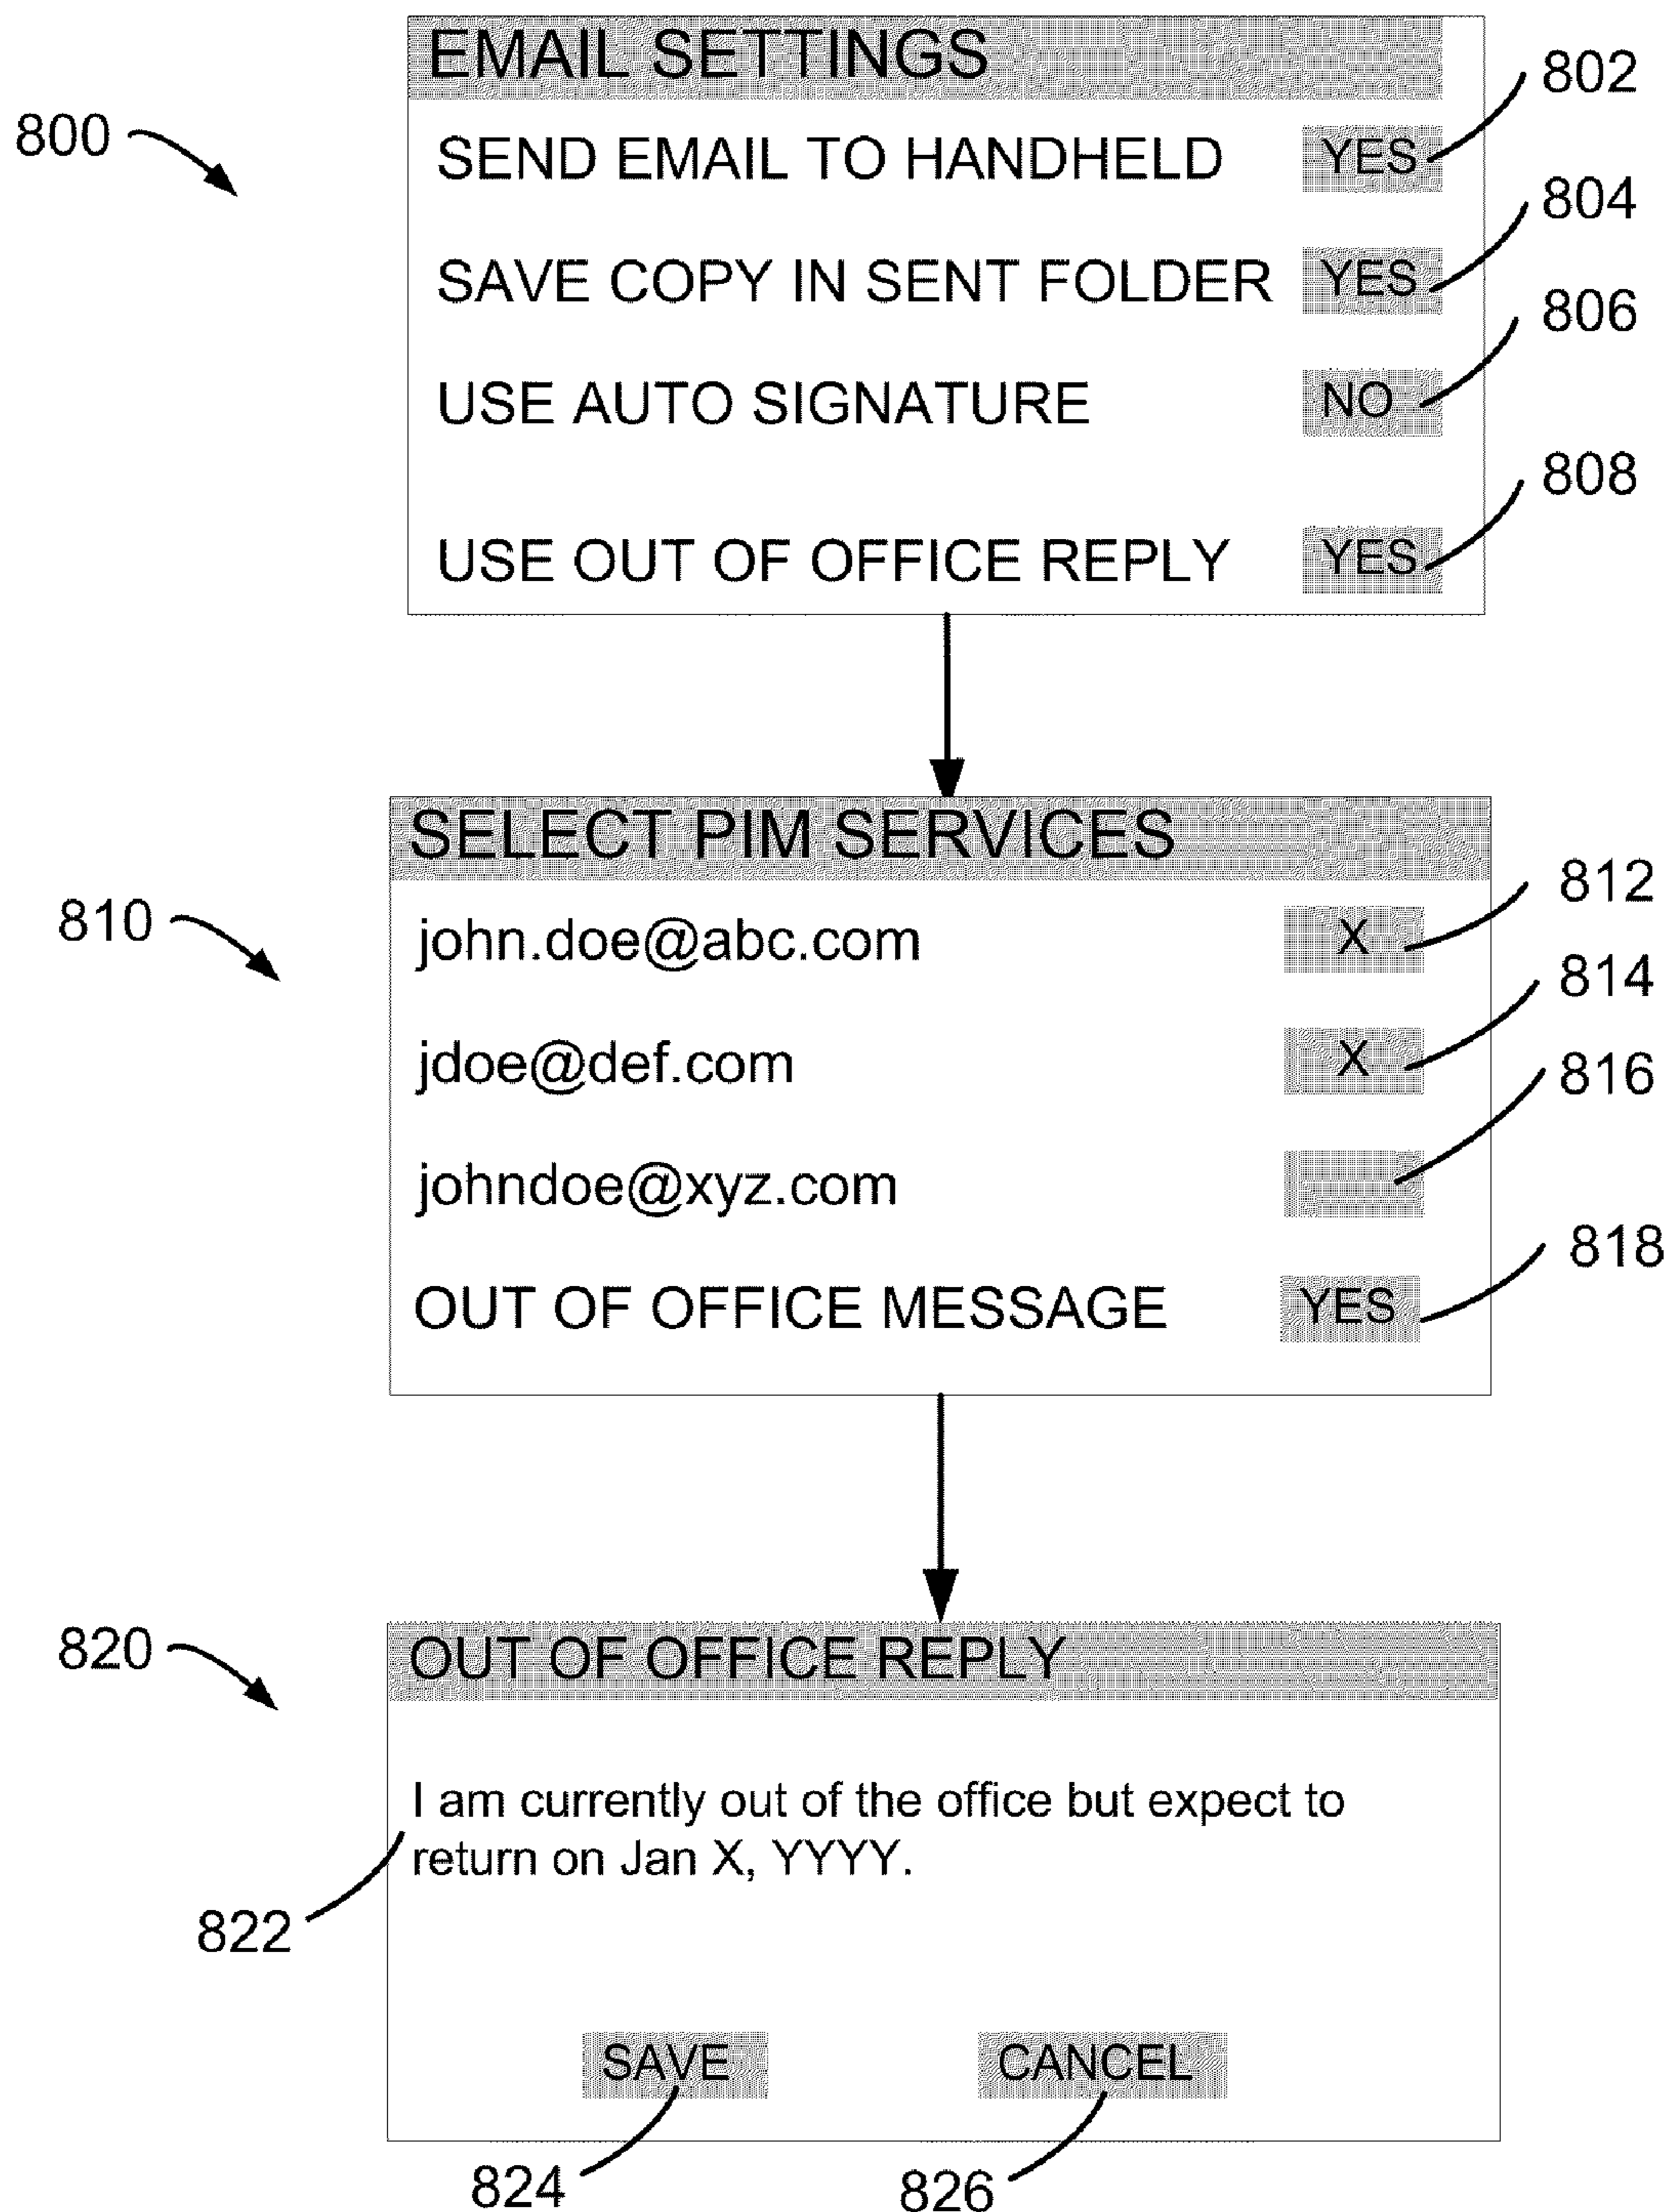 EMAIL SETTINGS
802
800
SEND EMAIL TO HANDHELD YES
804
SAVE COPY IN SENT FOLDER YES
806
USE AUTO SIGNATURE NO
808
USE OUT OF OFFICE REPLY YES
SELECT PIM SERVICES
812
810
john.doe@abc.com X
814
jdoe@def.com X
816
johndoe@xyz.com
818
OUT OF OFFICE MESSAGE YES
820
OUT OF OFFICE REPLY
I am currently out of the office but expect to
return on Jan X, YYYY.
822
SAVE CANCEL
824 826